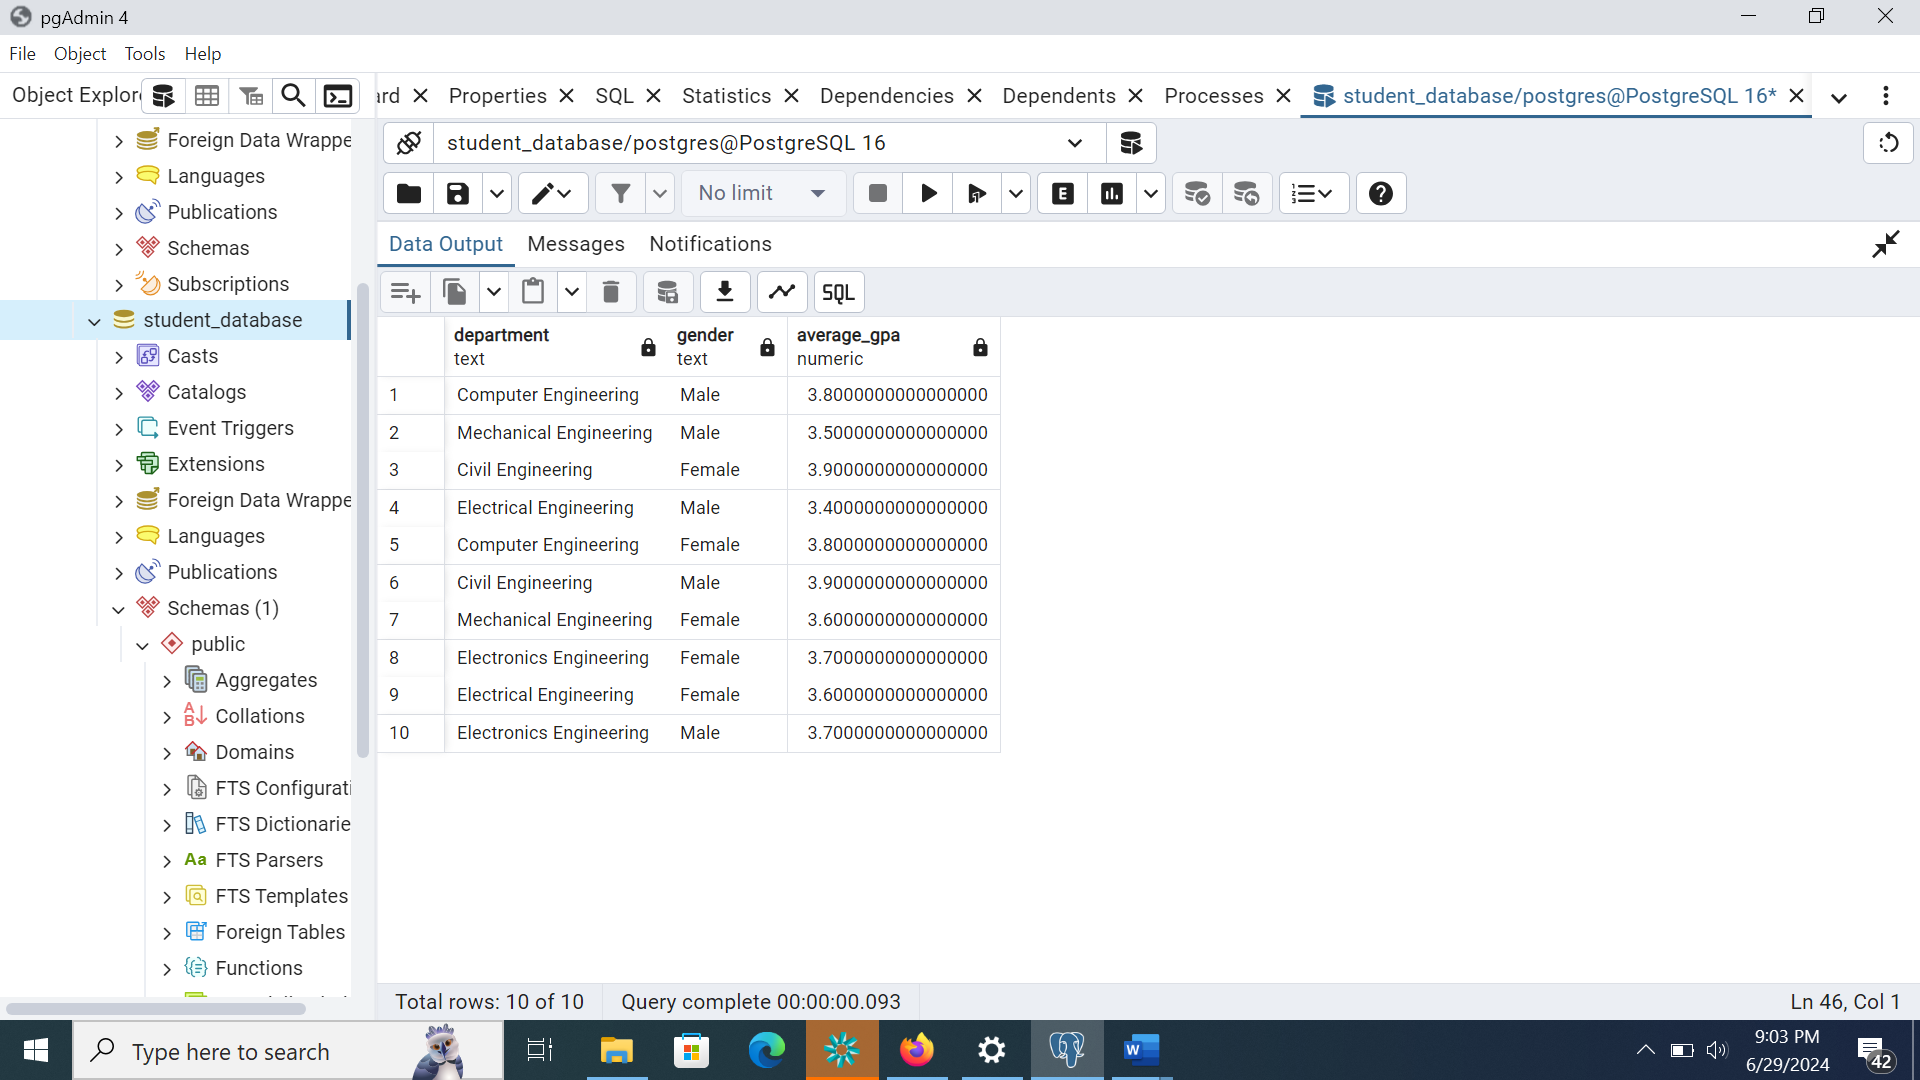 pgAdmin 4
File Object Tools Help
Object Explor ard Properties SQL Statistics Dependencies Dependents Processes student_database/postgres@PostgreSQL 16*
student_database/postgres@PostgreSQL 16
No limit E
Data Output Messages Notifications
SQL
Foreign Data Wrappe
Languages
Publications
Schemas
Subscriptions
student_database
Casts
Catalogs
Event Triggers
Extensions
Foreign Data Wrappe
Languages
Publications
Schemas (1)
public
Aggregates
Collations
Domains
FTS Configurati
FTS Dictionarie
Aa FTS Parsers
FTS Templates
Foreign Tables
Functions
department gender average_gpa
text text numeric
1 Computer Engineering Male 3.8000000000000000
2 Mechanical Engineering Male 3.5000000000000000
3 Civil Engineering Female 3.9000000000000000
4 Electrical Engineering Male 3.4000000000000000
5 Computer Engineering Female 3.8000000000000000
6 Civil Engineering Male 3.9000000000000000
7 Mechanical Engineering Female 3.6000000000000000
8 Electronics Engineering Female 3.7000000000000000
9 Electrical Engineering Female 3.6000000000000000
10 Electronics Engineering Male 3.7000000000000000
Total rows: 10 of 10 Query complete 00:00:00.093 Ln 46, Col 1
Type here to search
W
9:03 PM
6/29/2024
42